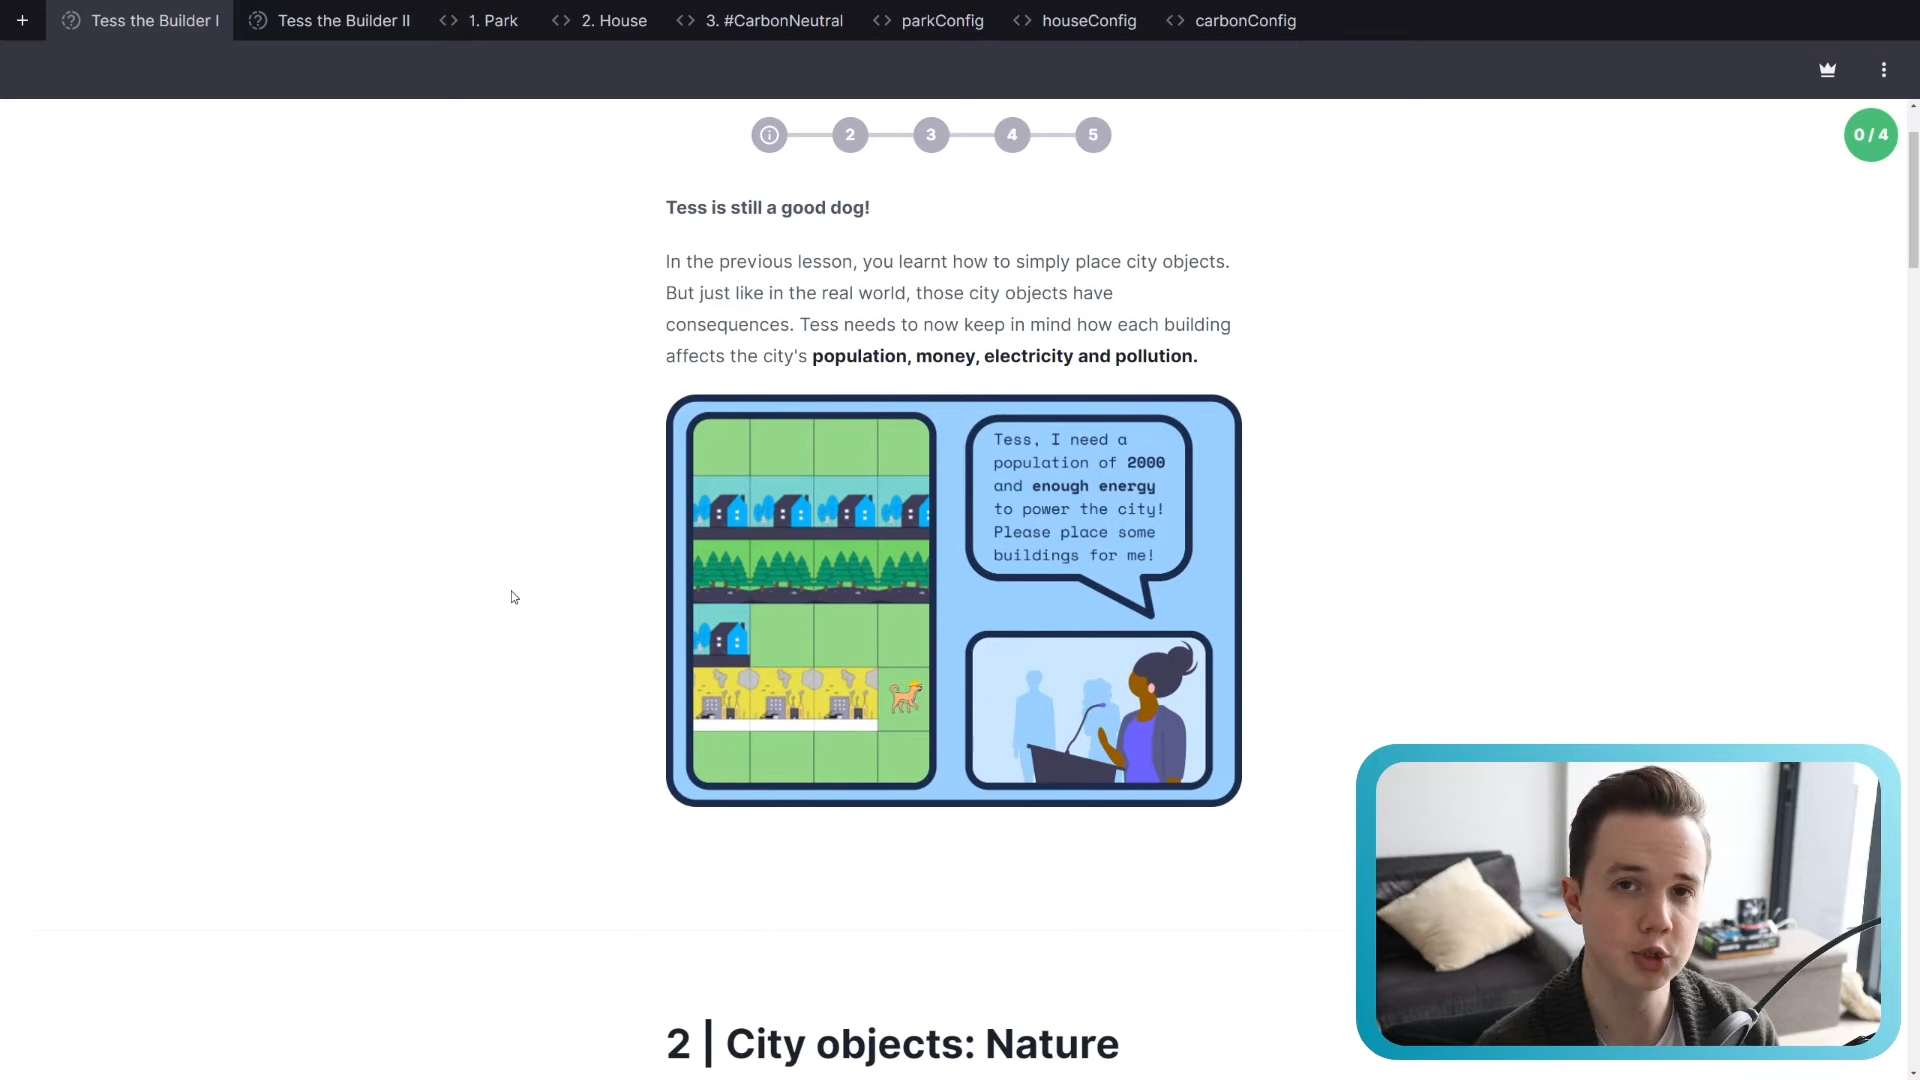 + Tess the Builder I Tess the Builder II <> 1. Park <> 2. House <> 3. #CarbonNeutral <> parkConfig <> houseConfig <> carbonConfig
2 3 4 5
0 / 4
Tess is still a good dog!
In the previous lesson, you learnt how to simply place city objects.
But just like in the real world, those city objects have
consequences. Tess needs to now keep in mind how each building
affects the city's population, money, electricity and pollution.
Tess, I need a
population of 2000
and enough energy
to power the city!
Please place some
buildings for me!
2 | City objects: Nature